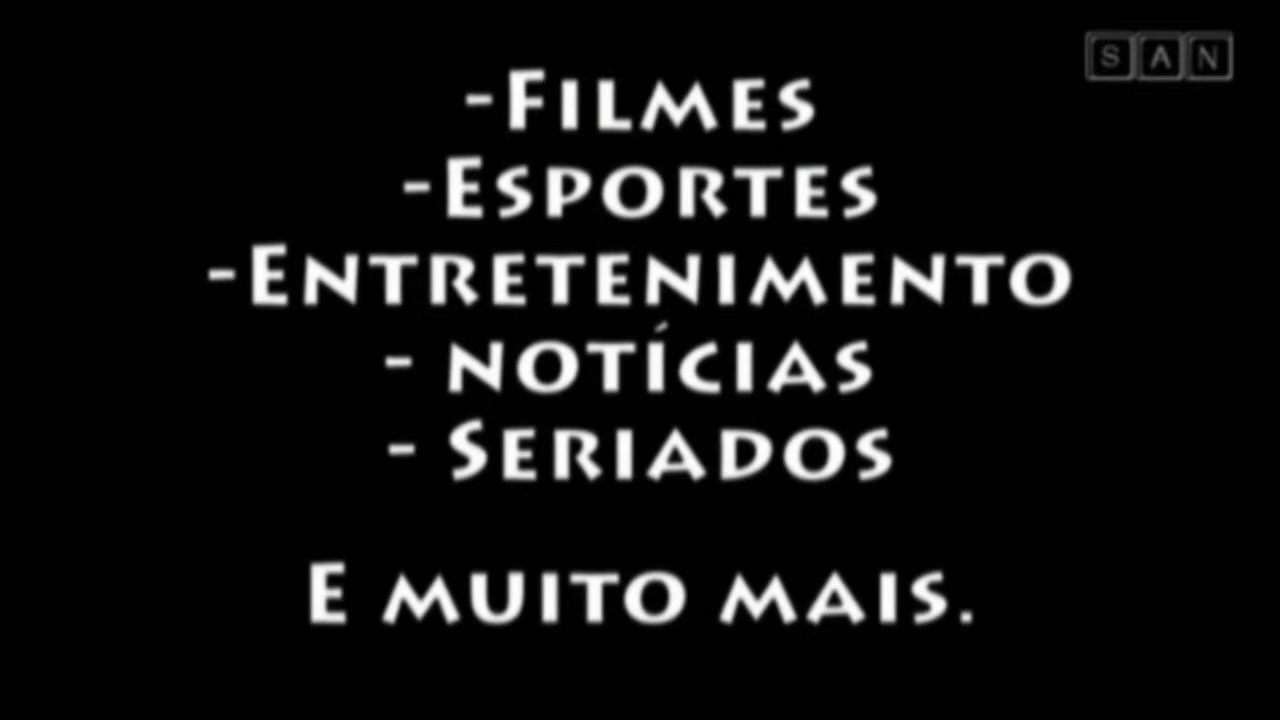 SAN
-Filmes
-Esportes
-Entretenimento
- notícias
- Seriados
E muito mais.